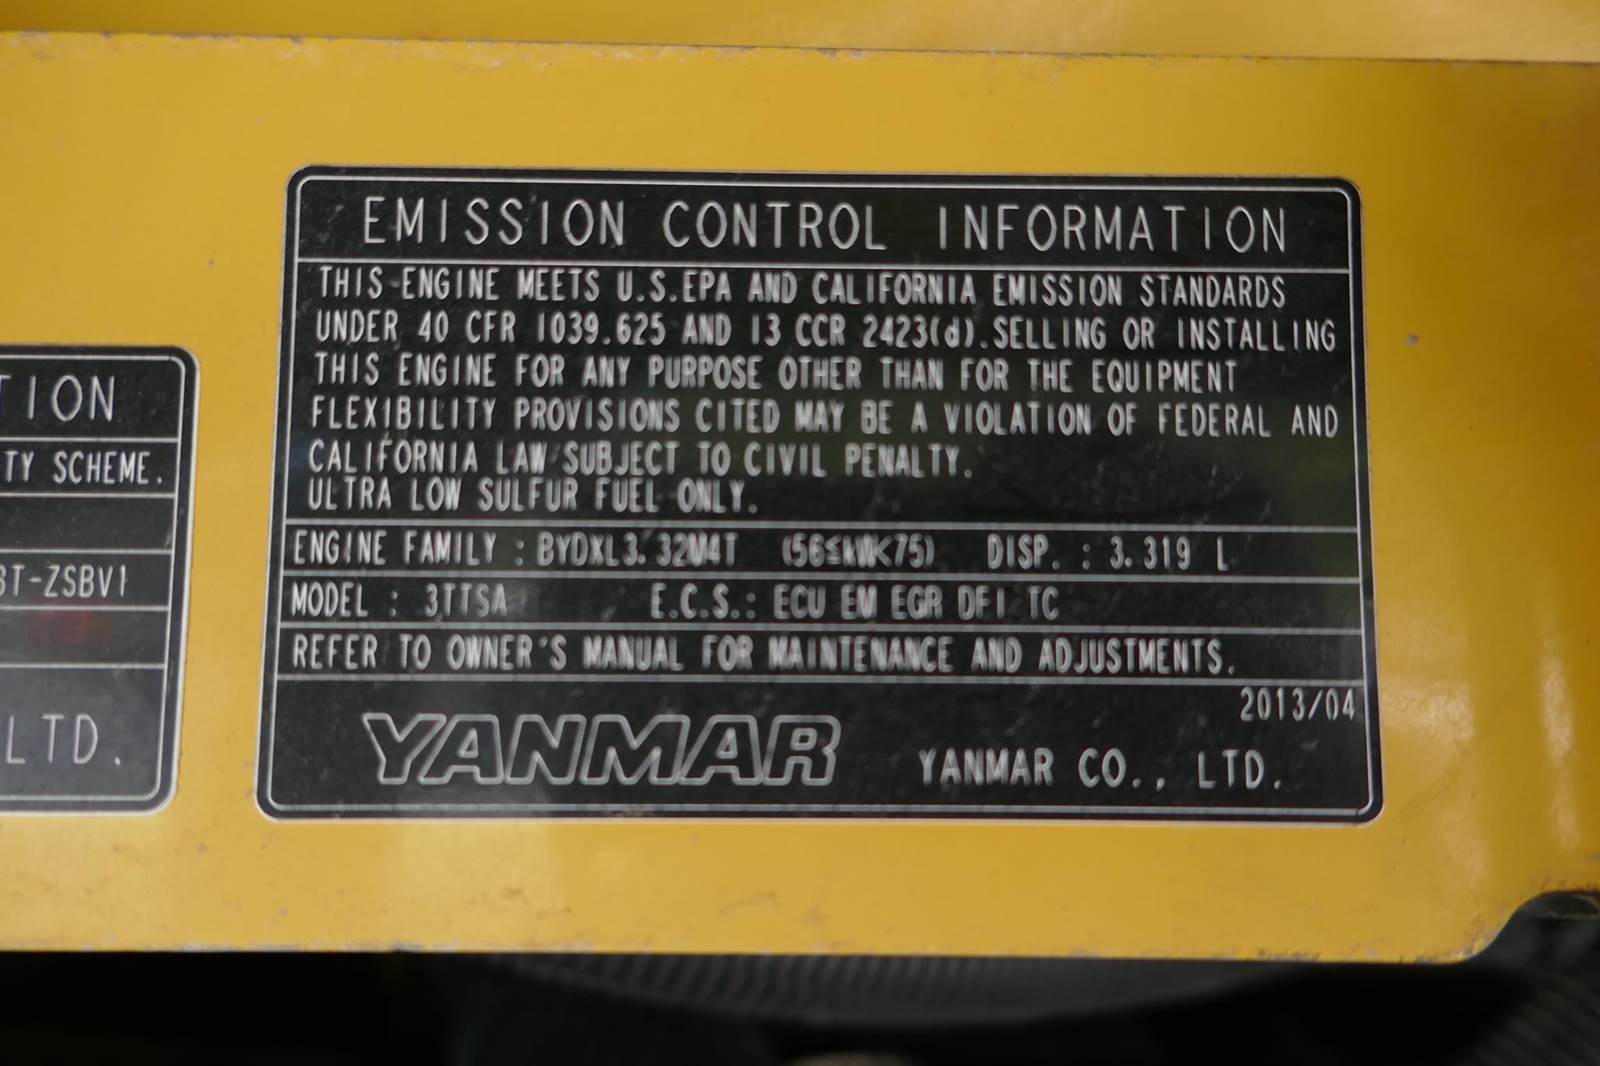 EMISSION CONTROL INFORMATION
THIS ENGINE MEETS U.S.EPA AND CALIFORNIA EMISSION STANDARDS
UNDER 40 CFR 1039.625 AND 13 CCR 2423(d).SELLING OR INSTALLING
THIS ENGINE FOR ANY PURPOSE OTHER THAN FOR THE EQUIPMENT
FLEXIBILITY PROVISIONS CITED MAY BE A VIOLATION OF FEDERAL AND
CALIFORNIA LAW SUBJECT TO CIVIL PENALTY.
ULTRA LOW SULFUR FUEL ONLY.
ENGINE FAMILY : BYDXL3.32W4T (56≤kW<75) DISP. : 3.319 L
MODEL : 3TTSA E.C.S.: ECU EM EGR DFI TC
REFER TO OWNER'S MANUAL FOR MAINTENANCE AND ADJUSTMENTS.
2013/04
YANMAR YANMAR CO., LTD.
TION
TY SCHEME.
3T-ZSBV1
LTD.